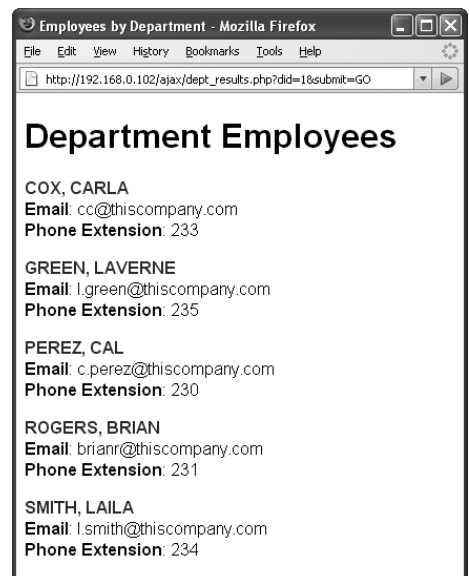 Employees by Department - Mozilla Firefox
File Edit View History Bookmarks Tools Help
http://192.168.0.102/ajax/dept_results.php?did=1&submit=GO
Department Employees
COX, CARLA
Email: cc@thiscompany.com
Phone Extension: 233
GREEN, LAVERNE
Email: l.green@thiscompany.com
Phone Extension: 235
PEREZ, CAL
Email: c.perez@thiscompany.com
Phone Extension: 230
ROGERS, BRIAN
Email: brianr@thiscompany.com
Phone Extension: 231
SMITH, LAILA
Email: l.smith@thiscompany.com
Phone Extension: 234